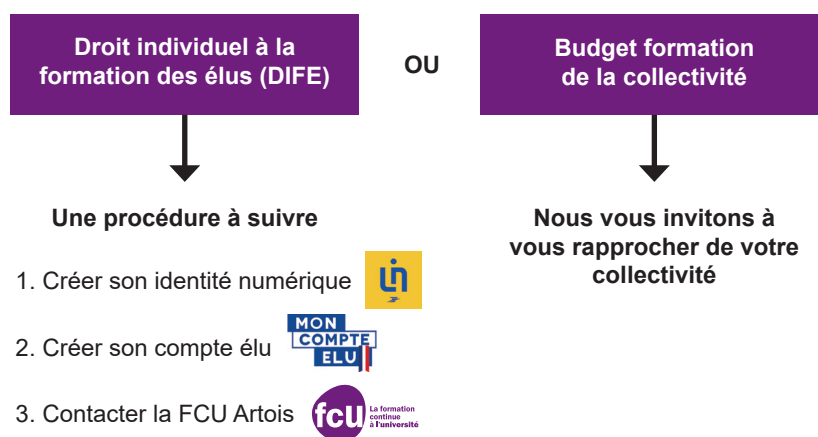 Droit individuel à la
formation des élus (DIFE)
OU
Budget formation
de la collectivité
Une procédure à suivre
1. Créer son identité numérique
iN
2. Créer son compte élu
MON
COMPTE
ELU
3. Contacter la FCU Artois
fcu
La formation
continue
à l'université
Nous vous invitons à
vous rapprocher de votre
collectivité